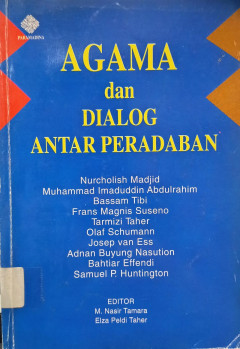 PARAMADINA
AGAMA
dan
DIALOG
ANTAR PERADABAN
Nurcholish Madjid
Muhammad Imaduddin Abdulrahim
Bassam Tibi
Frans Magnis Suseno
Tarmizi Taher
Olaf Schumann
Josep van Ess
Adnan Buyung Nasution
Bahtiar Effendi
Samuel P. Huntington
EDITOR
M. Nasir Tamara
Elza Peldi Taher